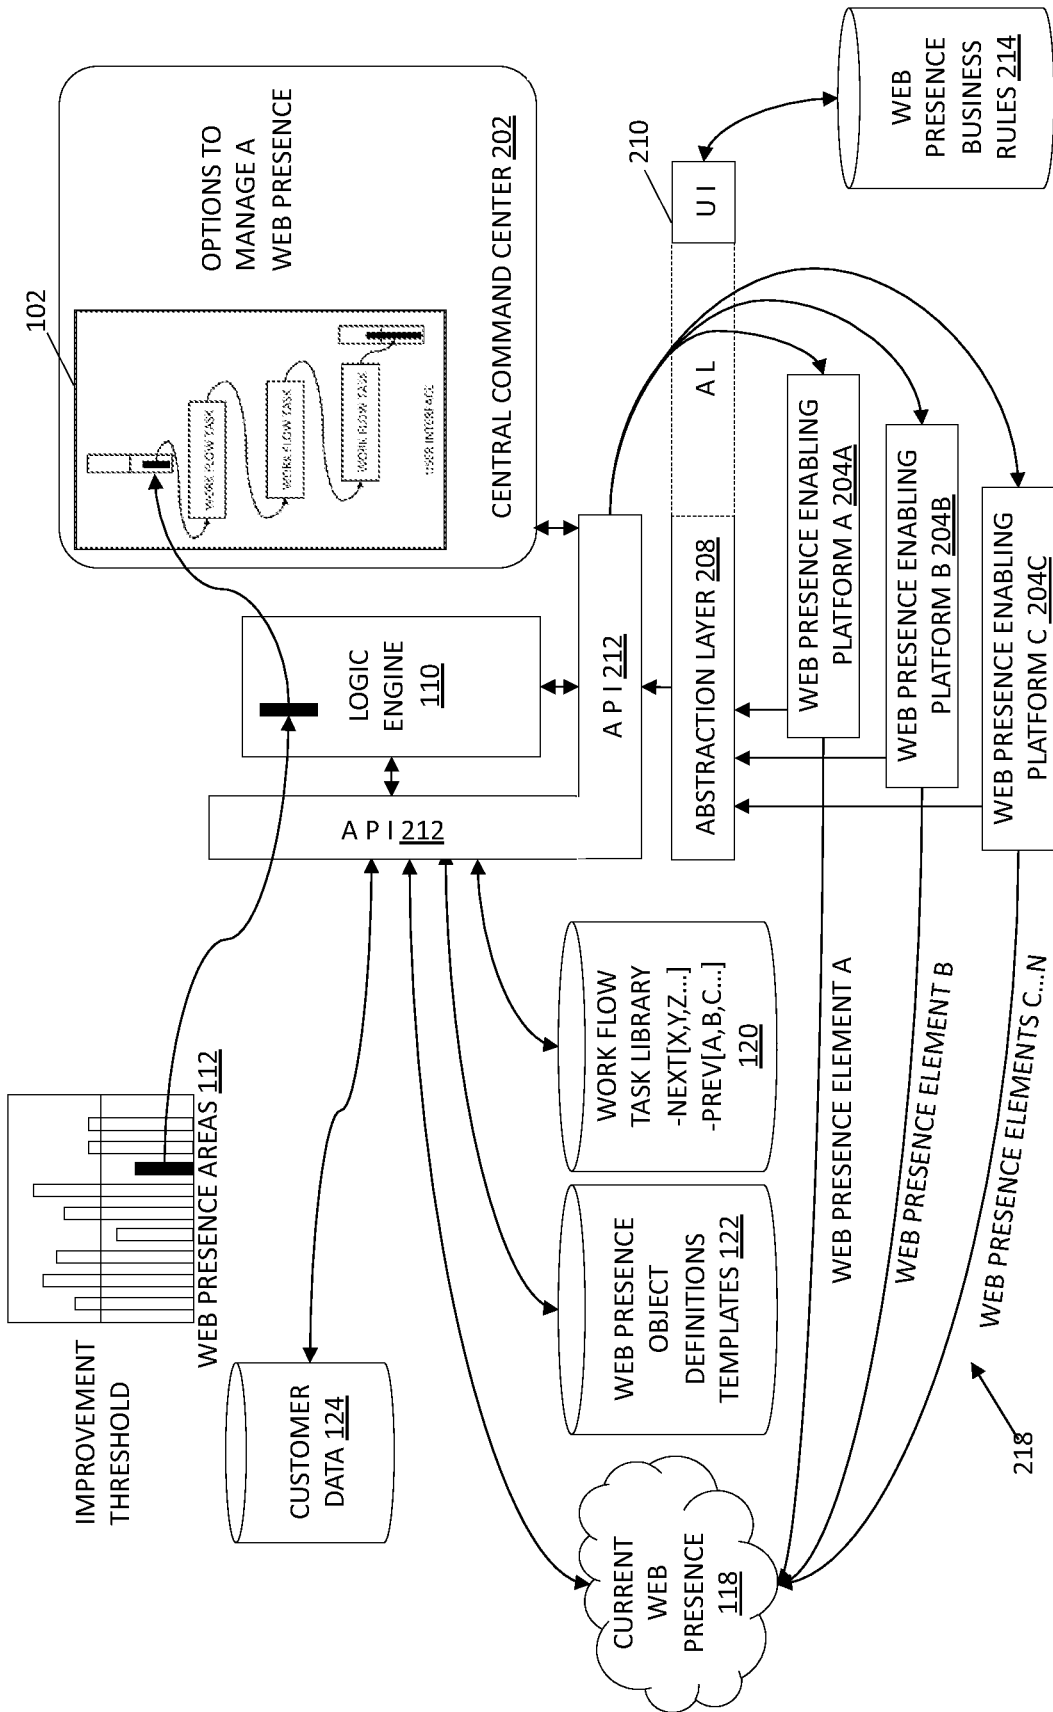 IMPROVEMENT
THRESHOLD
WEB PRESENCE AREAS 112
102
OPTIONS TO
MANAGE A
WEB PRESENCE
WORK FLOW TASK
WORK FLOW TASK
WORK FLOW TASK
USER INTERFACE
CENTRAL COMMAND CENTER 202
CUSTOMER
DATA 124
LOGIC
ENGINE
110
A P I 212
A P I 212
CURRENT
WEB
PRESENCE
118
WEB PRESENCE
OBJECT
DEFINITIONS
TEMPLATES 122
WORK FLOW
TASK LIBRARY
-NEXT[X,Y,Z...]
-PREV[A,B,C...]
120
ABSTRACTION LAYER 208
A L
U I
210
WEB
PRESENCE
BUSINESS
RULES 214
WEB PRESENCE ENABLING
PLATFORM A 204A
WEB PRESENCE ENABLING
PLATFORM B 204B
WEB PRESENCE ENABLING
PLATFORM C 204C
WEB PRESENCE ELEMENT A
WEB PRESENCE ELEMENT B
WEB PRESENCE ELEMENTS C...N
218